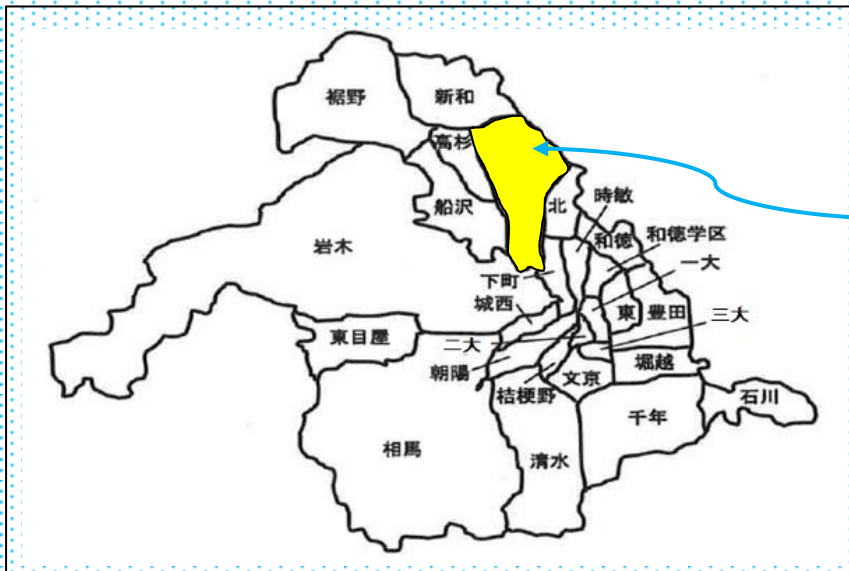 裾野
新和
高杉
船沢
北
時敏
和徳
和徳学区
岩木
下町
一大
城西
東
豊田
三大
東目屋
二大
朝陽
堀越
文京
桔梗野
石川
千年
相馬
清水